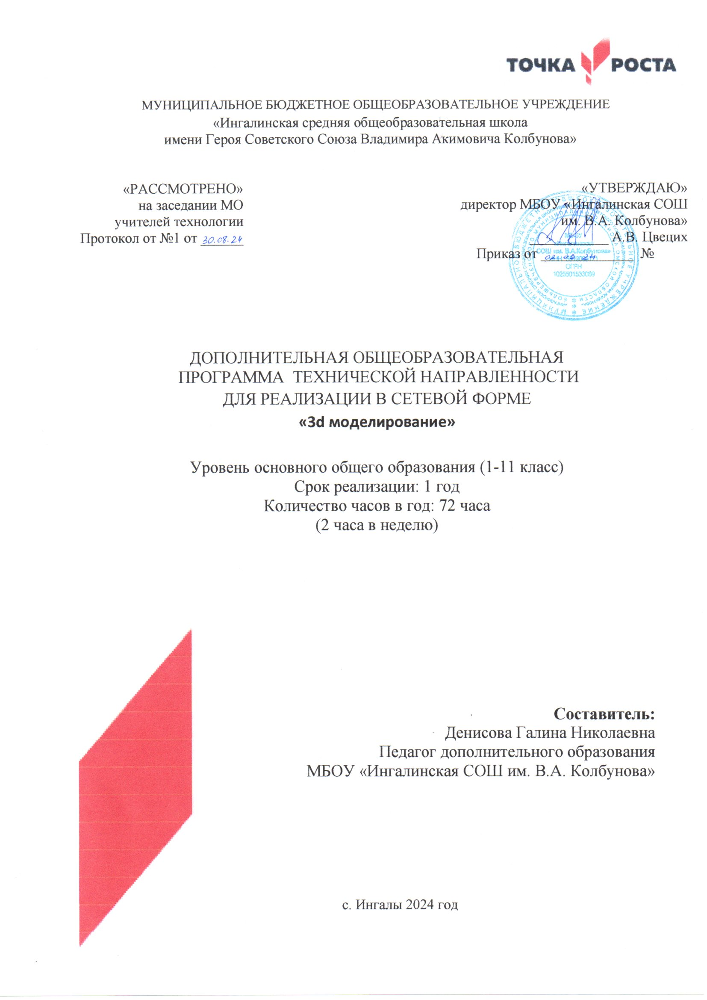 ТОЧКА РОСТА
МУНИЦИПАЛЬНОЕ БЮДЖЕТНОЕ ОБЩЕОБРАЗОВАТЕЛЬНОЕ УЧРЕЖДЕНИЕ
«Ингалинская средняя общеобразовательная школа
имени Героя Советского Союза Владимира Акимовича Колбунова»
«РАССМОТРЕНО»
на заседании МО
учителей технологии
Протокол от №1 от 30.08.24
«УТВЕРЖДАЮ»
директор МБОУ «Ингалинская СОШ
им. В.А. Колбунова»
А.В. Цвецих
Приказ от 02 09 24 №
СОШ им. В.А.Колбунова»
ОГРН
1025501533009
ДОПОЛНИТЕЛЬНАЯ ОБЩЕОБРАЗОВАТЕЛЬНАЯ
ПРОГРАММА ТЕХНИЧЕСКОЙ НАПРАВЛЕННОСТИ
ДЛЯ РЕАЛИЗАЦИИ В СЕТЕВОЙ ФОРМЕ
«3d моделирование»
Уровень основного общего образования (1-11 класс)
Срок реализации: 1 год
Количество часов в год: 72 часа
(2 часа в неделю)
Составитель:
Денисова Галина Николаевна
Педагог дополнительного образования
МБОУ «Ингалинская СОШ им. В.А. Колбунова»
с. Ингалы 2024 год